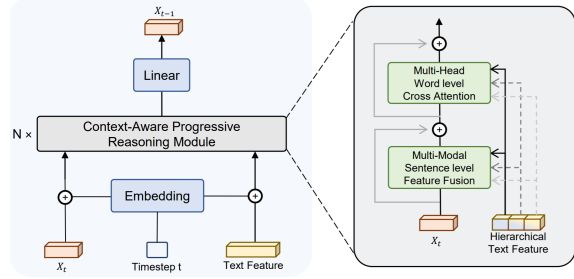 X_{t-1}
Linear
N ×
Context-Aware Progressive
Reasoning Module
Embedding
X_t
Timestep t
Text Feature
Multi-Head
Word level
Cross Attention
Multi-Modal
Sentence level
Feature Fusion
X_t
Hierarchical
Text Feature